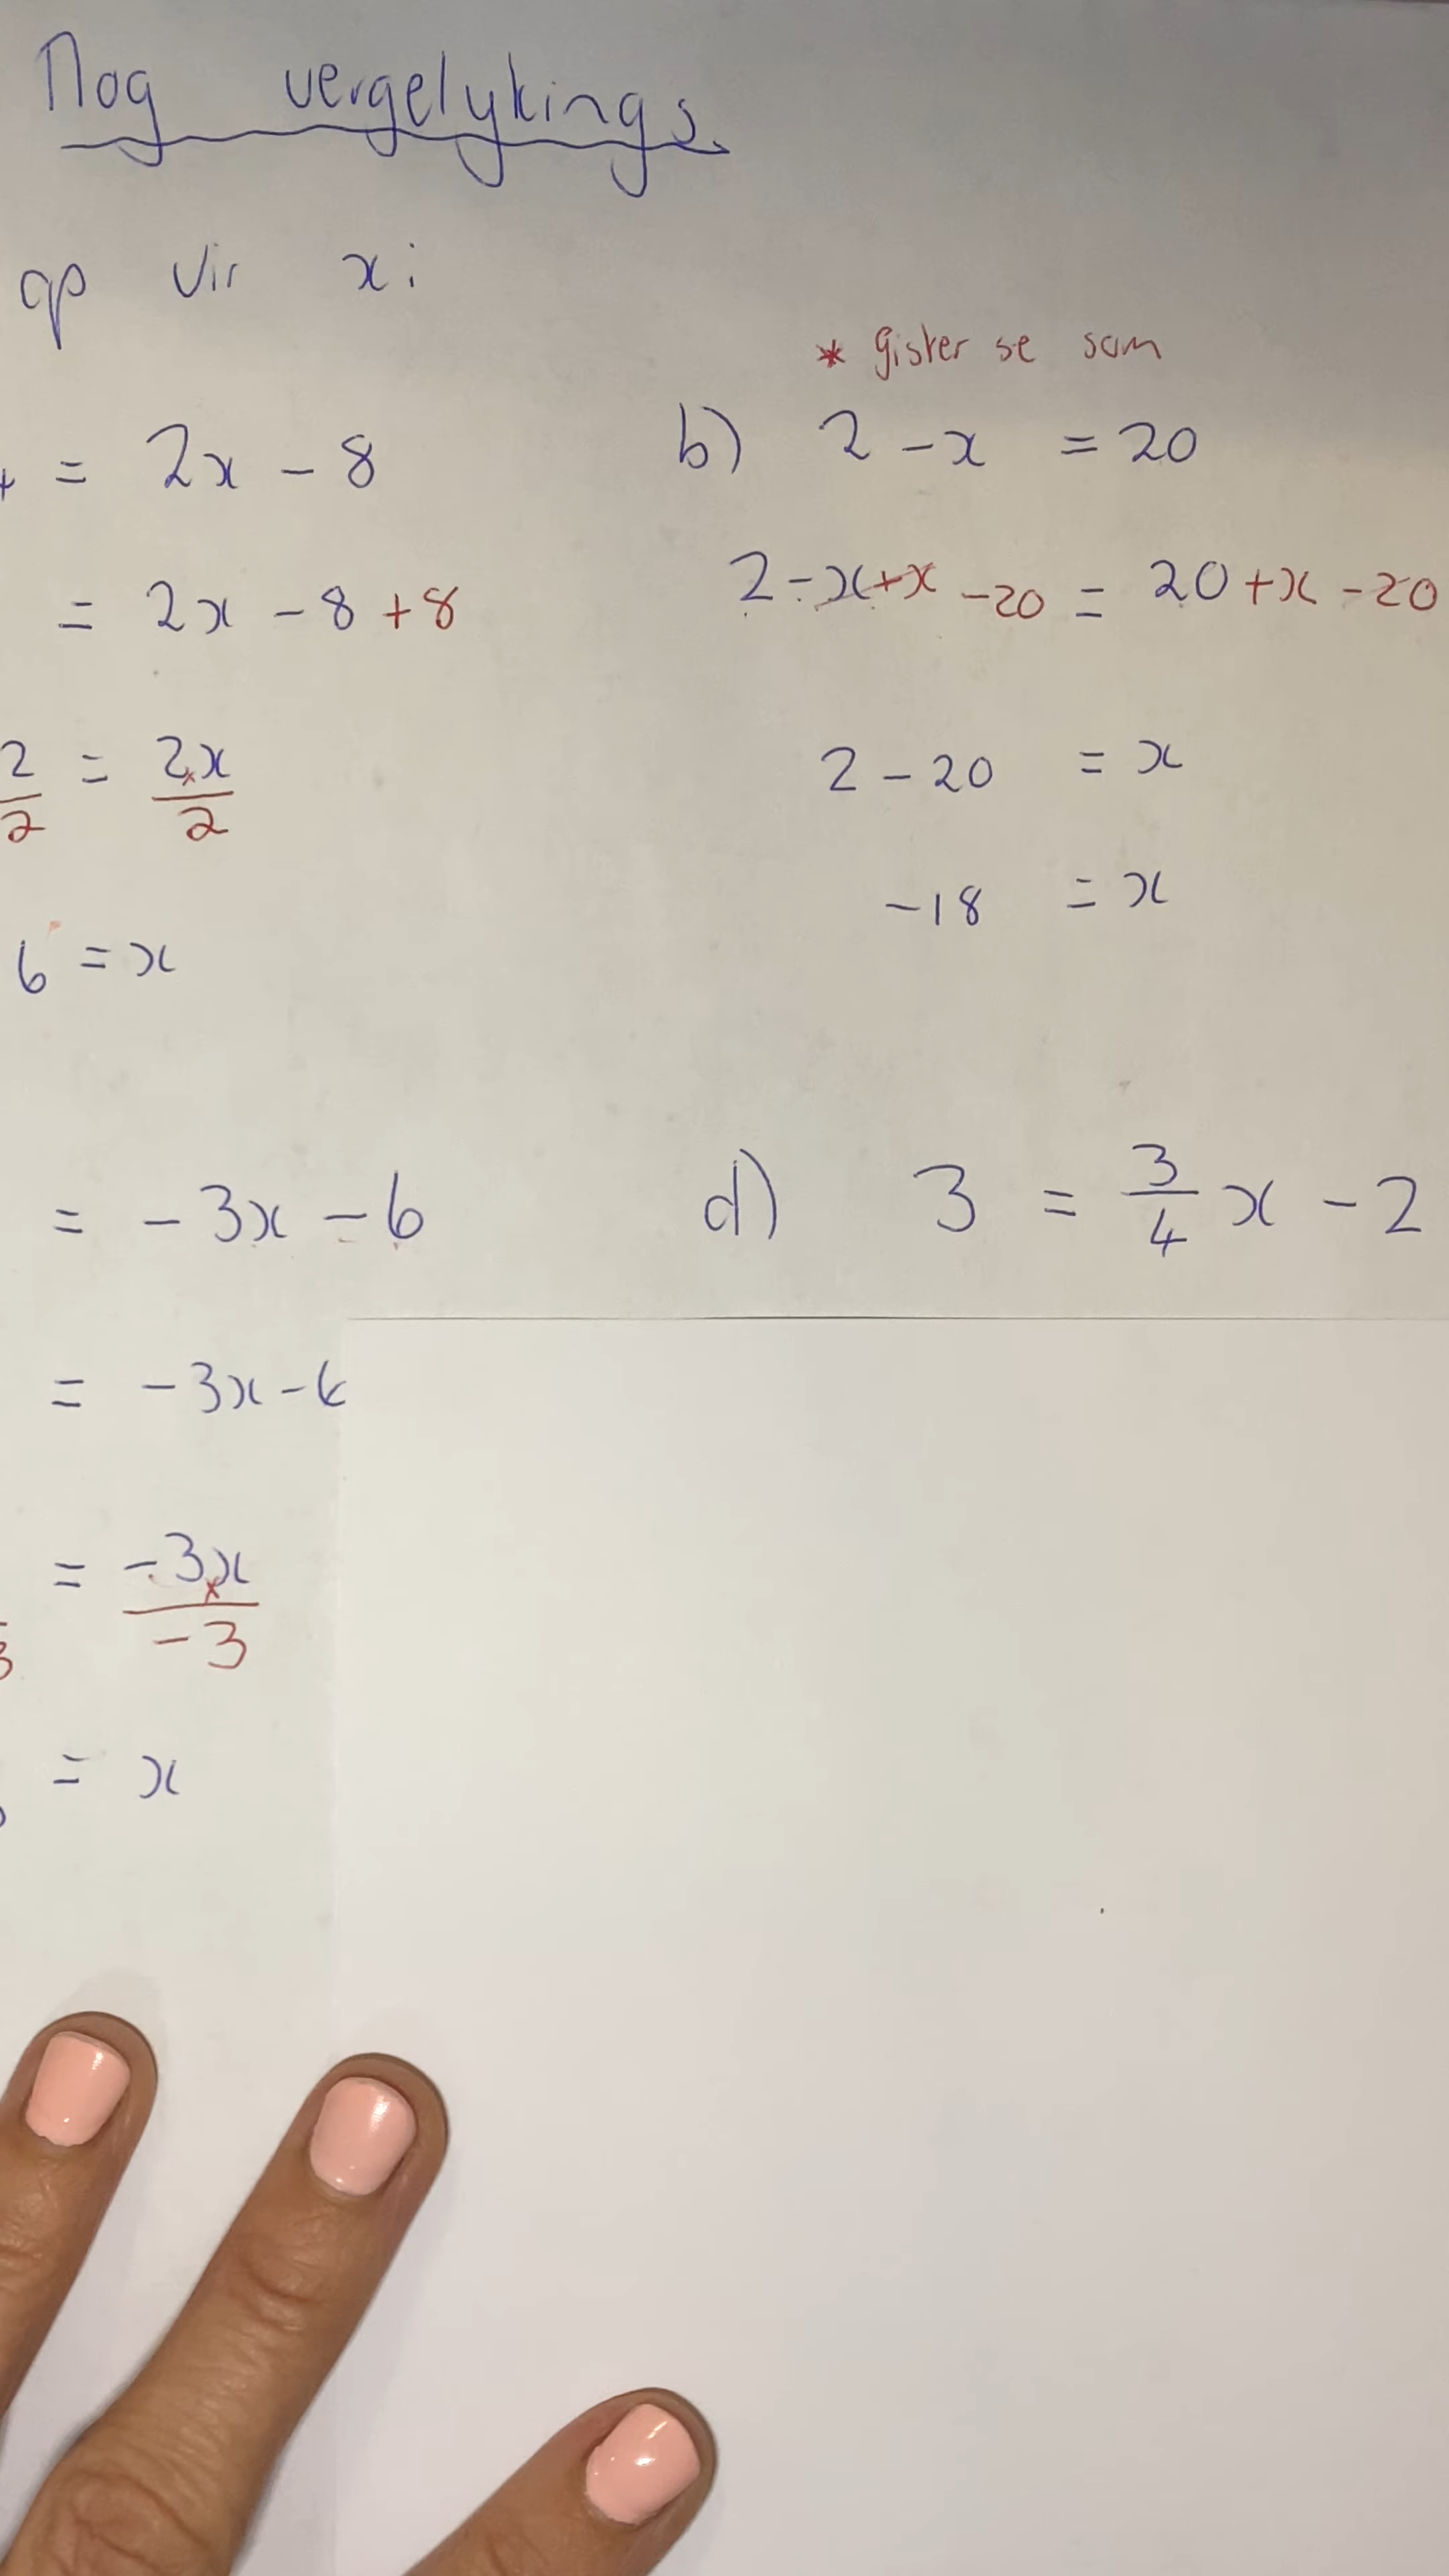 Nog vergelykings
op vir x:
= 2x - 8
= 2x - 8 + 8
2/2 = 2x/2
6 = x
* gister se som
b) 2 - x = 20
2 - x + x - 20 = 20 + x - 20
2 - 20 = x
-18 = x
= -3x - 6
= -3x - 6
= -3x/-3
= x
d) 3 = 3/4 x - 2